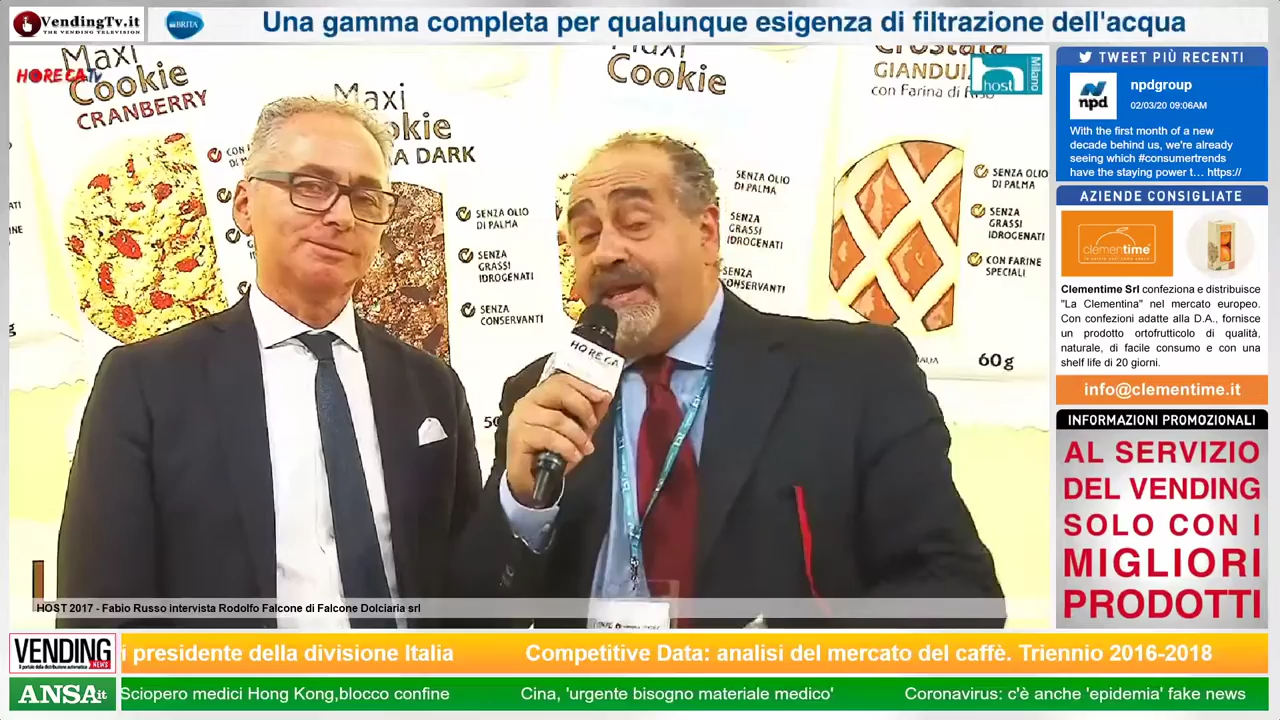 VendingTv.it
THE VENDING TELEVISION
BRITA
Una gamma completa per qualunque esigenza di filtrazione dell'acqua
HORECATV
host
Milano
Maxi
Cookie
CRANBERRY
Maxi
DARK
Maxi
Cookie
Crostata
GIANDUIA
con Farina di Riso
SENZA OLIO
DI PALMA
SENZA
GRASSI
IDROGENATI
SENZA
CONSERVANTI
SENZA OLIO
DI PALMA
SENZA
GRASSI
IDROGENATI
SENZA
CONSERVANTI
SENZA OLIO
DI PALMA
SENZA
GRASSI
IDROGENATI
CON FARINE
SPECIALI
60g
HORECA
HOST 2017 - Fabio Russo intervista Rodolfo Falcone di Falcone Dolciaria srl
TWEET PIÙ RECENTI
npd
npdgroup
02/03/20 09:06AM
With the first month of a new
decade behind us, we're already
seeing which #consumertrends
have the staying power t… https://
AZIENDE CONSIGLIATE
clementime
Clementime Srl confeziona e distribuisce
"La Clementina" nel mercato europeo.
Con confezioni adatte alla D.A., fornisce
un prodotto ortofrutticolo di qualità,
naturale, di facile consumo e con una
shelf life di 20 giorni.
info@clementime.it
INFORMAZIONI PROMOZIONALI
AL SERVIZIO
DEL VENDING
SOLO CON I
MIGLIORI
PRODOTTI
VENDING NEWS
Il portale della distribuzione automatica
i presidente della divisione Italia Competitive Data: analisi del mercato del caffè. Triennio 2016-2018
ANSA.it
Sciopero medici Hong Kong,blocco confine Cina, 'urgente bisogno materiale medico' Coronavirus: c'è anche 'epidemia' fake news